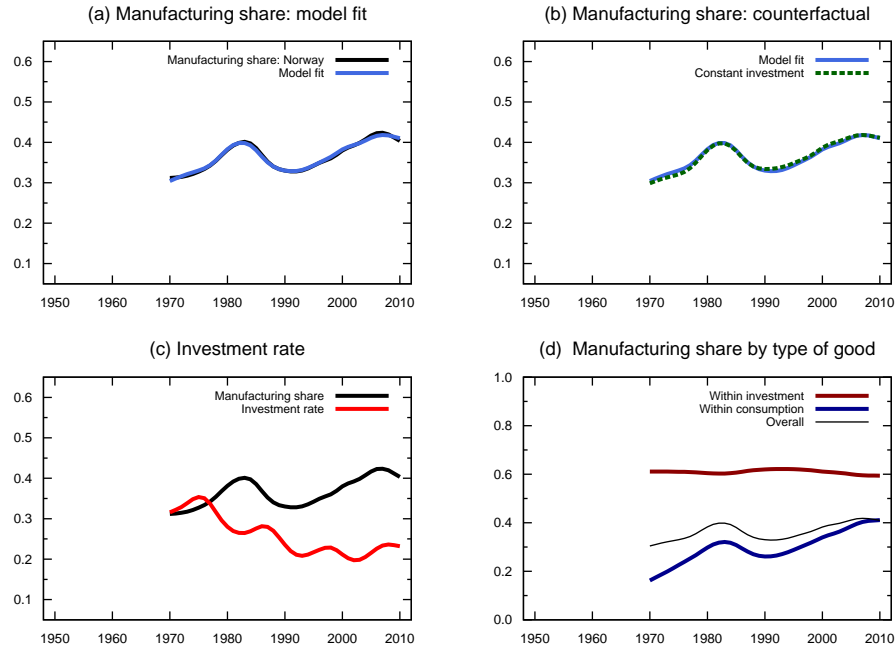 (a) Manufacturing share: model fit
0.6
0.5
0.4
0.3
0.2
0.1
Manufacturing share: Norway
Model fit
1950 1960 1970 1980 1990 2000 2010
(b) Manufacturing share: counterfactual
0.6
0.5
0.4
0.3
0.2
0.1
Model fit
Constant investment
1950 1960 1970 1980 1990 2000 2010
(c) Investment rate
0.6
0.5
0.4
0.3
0.2
0.1
Manufacturing share
Investment rate
1950 1960 1970 1980 1990 2000 2010
(d) Manufacturing share by type of good
1.0
0.8
0.6
0.4
0.2
0.0
Within investment
Within consumption
Overall
1950 1960 1970 1980 1990 2000 2010